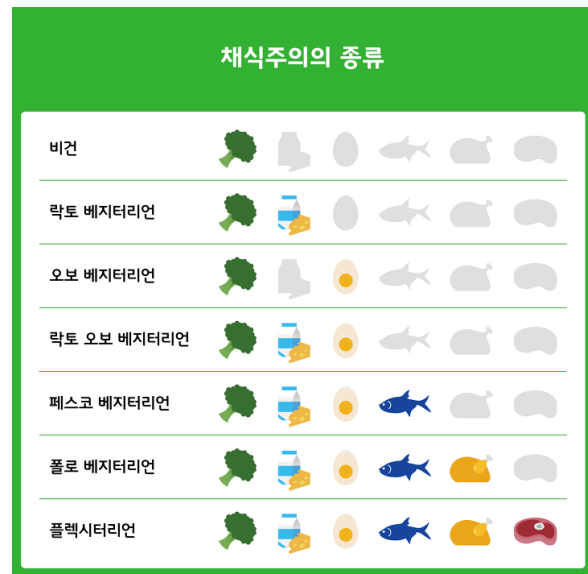 채식주의의 종류
비건
락토 베지터리언
오보 베지터리언
락토 오보 베지터리언
페스코 베지터리언
폴로 베지터리언
플렉시터리언